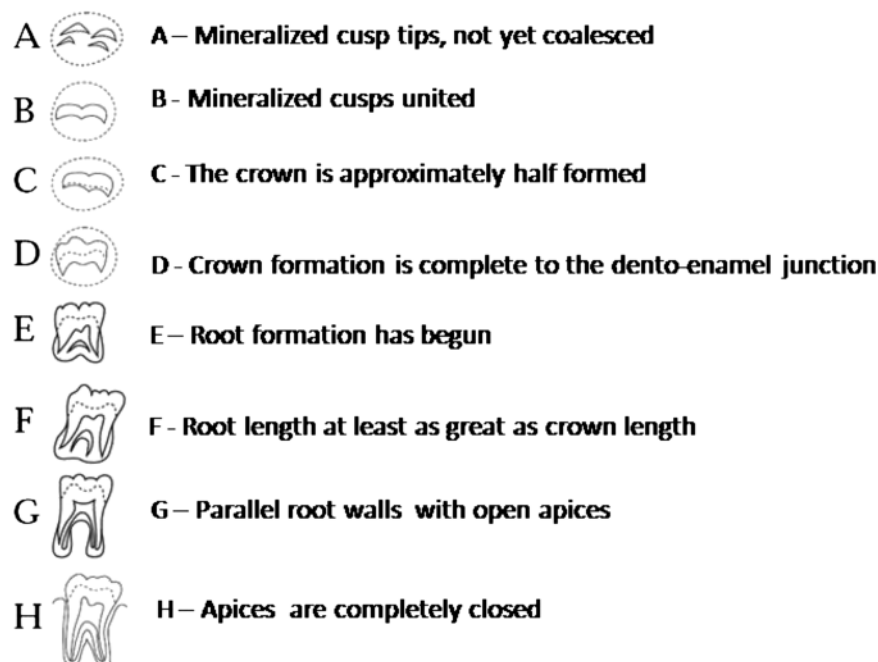 A A – Mineralized cusp tips, not yet coalesced
B B - Mineralized cusps united
C C - The crown is approximately half formed
D D - Crown formation is complete to the dento-enamel junction
E E – Root formation has begun
F F - Root length at least as great as crown length
G G – Parallel root walls with open apices
H H – Apices are completely closed